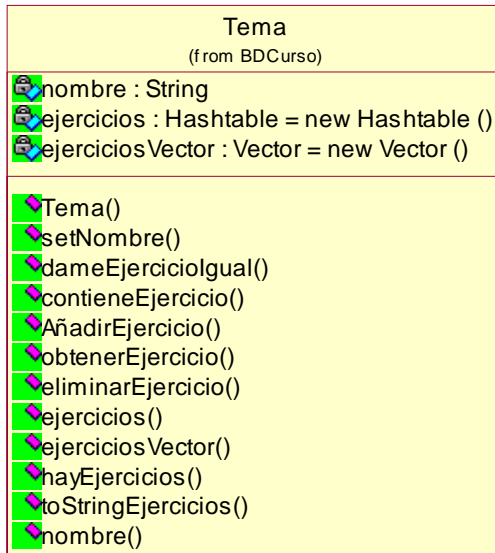 Tema
(from BDCurso)
nombre : String
ejercicios : Hashtable = new Hashtable ()
ejerciciosVector : Vector = new Vector ()
Tema()
setNombre()
dameEjercicioIgual()
contieneEjercicio()
AñadirEjercicio()
obtenerEjercicio()
eliminarEjercicio()
ejercicios()
ejerciciosVector()
hayEjercicios()
toStringEjercicios()
nombre()